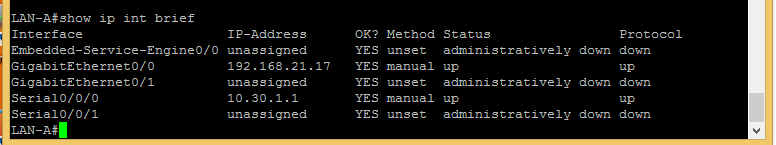 LAN-A#show ip int brief
Interface                  IP-Address      OK? Method Status                Protocol
Embedded-Service-Engine0/0 unassigned      YES unset  administratively down down
GigabitEthernet0/0         192.168.21.17   YES manual up                    up
GigabitEthernet0/1         unassigned      YES unset  administratively down down
Serial0/0/0                10.30.1.1       YES manual up                    up
Serial0/0/1                unassigned      YES unset  administratively down down
LAN-A#